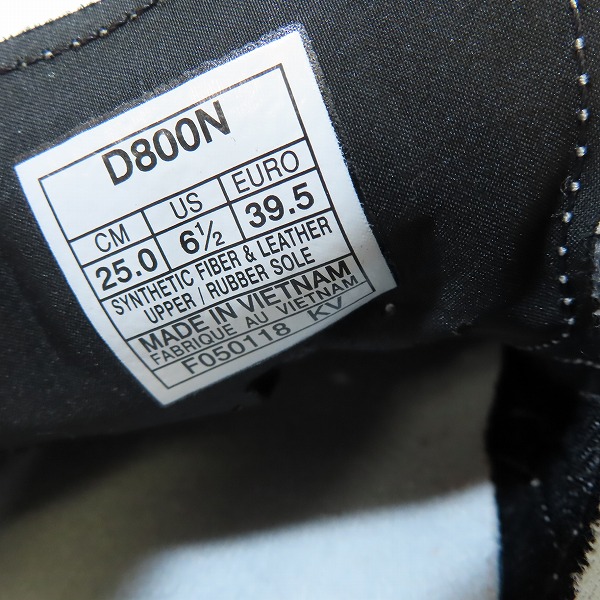 D800N
CM US EURO
25.0 6½ 39.5
SYNTHETIC FIBER & LEATHER
UPPER / RUBBER SOLE
MADE IN VIETNAM
FABRIQUE AU VIETNAM
F050118 KV